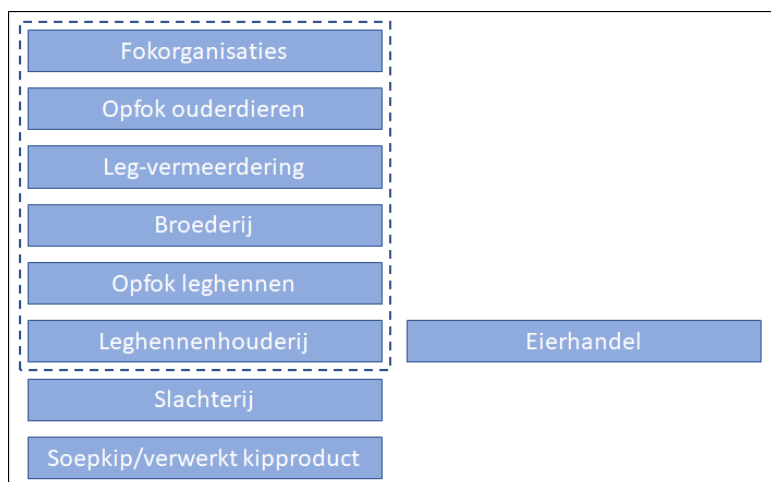 Fokorganisaties
Opfok ouderdieren
Leg-vermeerdering
Broederij
Opfok leghennen
Leghennenhouderij
Eierhandel
Slachterij
Soepkip/verwerkt kipproduct